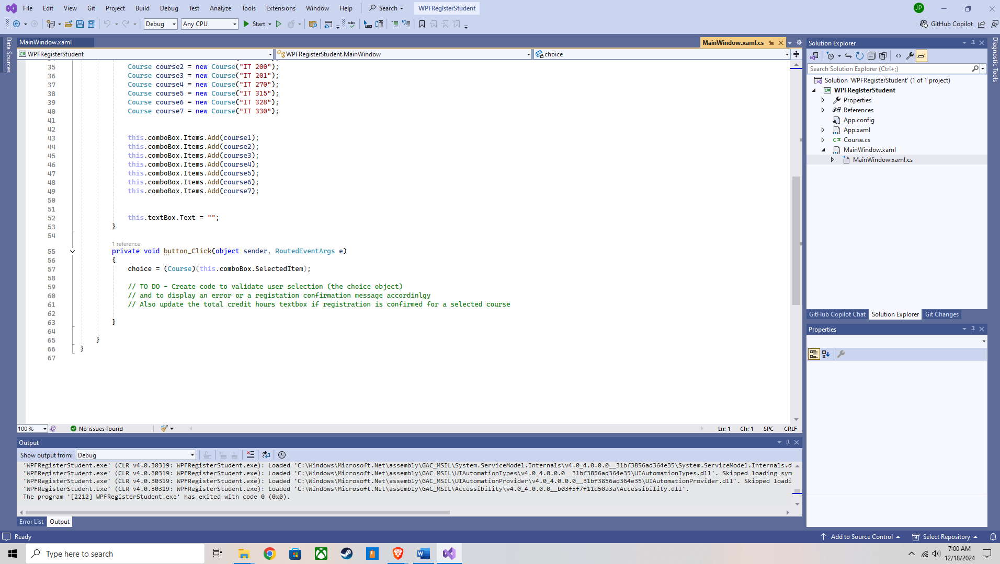 File Edit View Git Project Build Debug Test Analyze Tools Extensions Window Help Search WPFRegisterStudent JP
Debug Any CPU Start GitHub Copilot
Data Sources
MainWindow.xaml MainWindow.xaml.cs
WPFRegisterStudent WPFRegisterStudent.MainWindow choice
35 Course course2 = new Course("IT 200");
36 Course course3 = new Course("IT 201");
37 Course course4 = new Course("IT 270");
38 Course course5 = new Course("IT 315");
39 Course course6 = new Course("IT 328");
40 Course course7 = new Course("IT 330");
41
42
43 this.comboBox.Items.Add(course1);
44 this.comboBox.Items.Add(course2);
45 this.comboBox.Items.Add(course3);
46 this.comboBox.Items.Add(course4);
47 this.comboBox.Items.Add(course5);
48 this.comboBox.Items.Add(course6);
49 this.comboBox.Items.Add(course7);
50
51
52 this.textBox.Text = "";
53 }
54
1 reference
55 private void button_Click(object sender, RoutedEventArgs e)
56 {
57 choice = (Course)(this.comboBox.SelectedItem);
58
59 // TO DO - Create code to validate user selection (the choice object)
60 // and to display an error or a registation confirmation message accordinlgy
61 // Also update the total credit hours textbox if registration is confirmed for a selected course
62
63 }
64
65 }
66 }
67
100 % No issues found Ln: 1 Ch: 1 SPC CRLF
Output
Show output from: Debug
'WPFRegisterStudent.exe' (CLR v4.0.30319: WPFRegisterStudent.exe): Loaded 'C:\Windows\Microsoft.Net\assembly\GAC_MSIL\System.ServiceModel.Internals\v4.0_4.0.0.0__31bf3856ad364e35\System.ServiceModel.Internals.d
'WPFRegisterStudent.exe' (CLR v4.0.30319: WPFRegisterStudent.exe): Loaded 'C:\Windows\Microsoft.Net\assembly\GAC_MSIL\UIAutomationTypes\v4.0_4.0.0.0__31bf3856ad364e35\UIAutomationTypes.dll'. Skipped loading sym
'WPFRegisterStudent.exe' (CLR v4.0.30319: WPFRegisterStudent.exe): Loaded 'C:\Windows\Microsoft.Net\assembly\GAC_MSIL\UIAutomationProvider\v4.0_4.0.0.0__31bf3856ad364e35\UIAutomationProvider.dll'. Skipped loadi
'WPFRegisterStudent.exe' (CLR v4.0.30319: WPFRegisterStudent.exe): Loaded 'C:\Windows\Microsoft.Net\assembly\GAC_MSIL\Accessibility\v4.0_4.0.0.0__b03f5f7f11d50a3a\Accessibility.dll'.
The program '[2212] WPFRegisterStudent.exe' has exited with code 0 (0x0).
Error List Output
Solution Explorer
Search Solution Explorer (Ctrl+;)
Solution 'WPFRegisterStudent' (1 of 1 project)
WPFRegisterStudent
Properties
References
App.config
App.xaml
Course.cs
MainWindow.xaml
MainWindow.xaml.cs
GitHub Copilot Chat Solution Explorer Git Changes
Properties
Diagnostic Tools
Ready Add to Source Control Select Repository
Type here to search
7:00 AM
12/18/2024